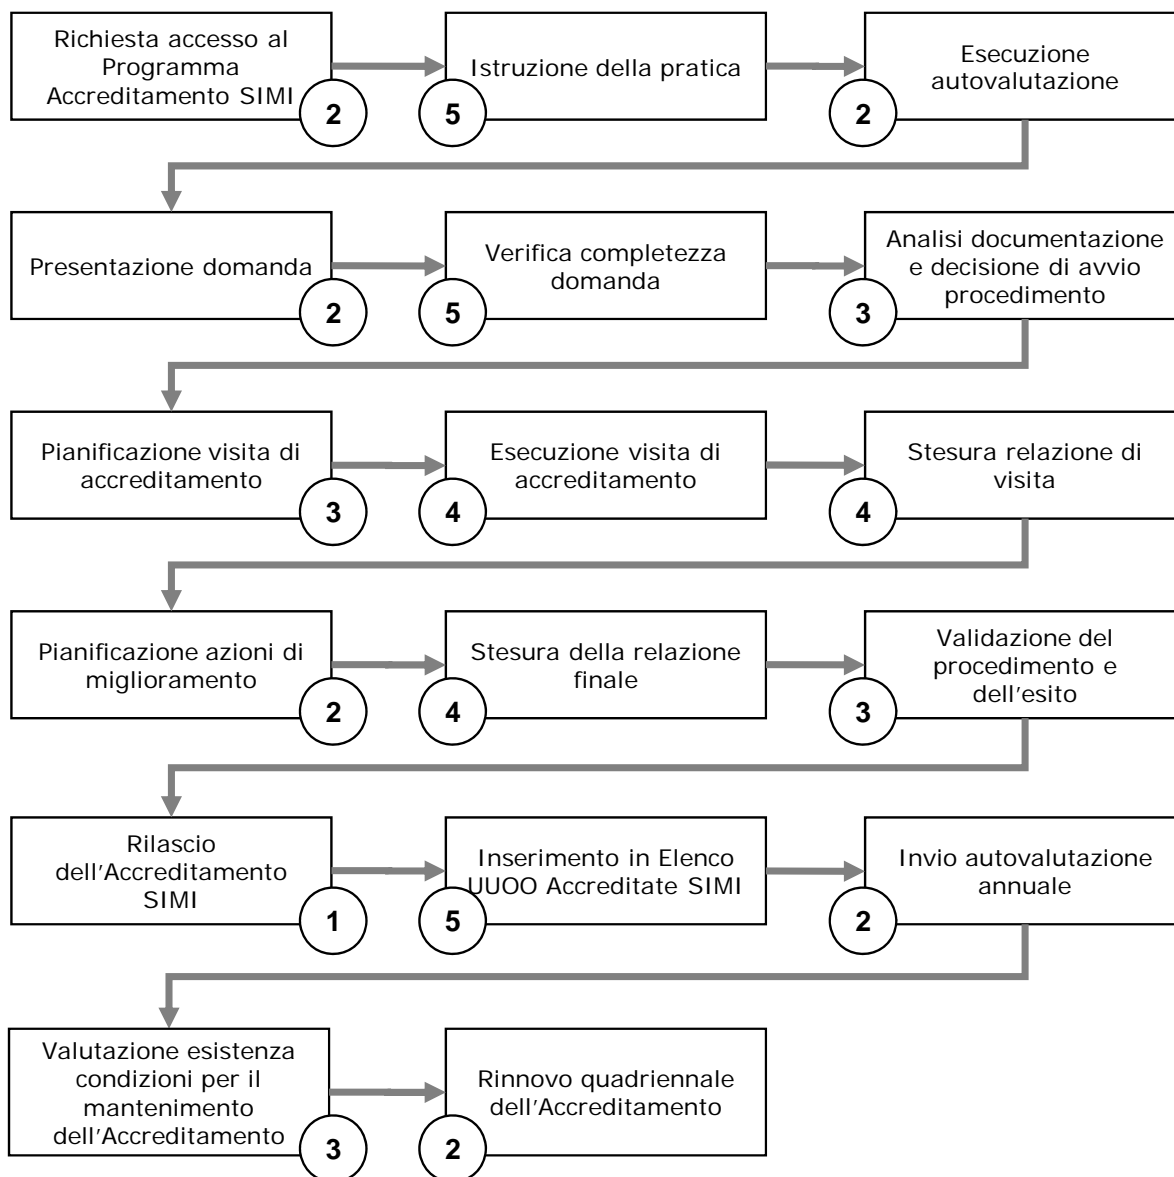 Richiesta accesso al
Programma
Accreditamento SIMI
2
Istruzione della pratica
5
Esecuzione
autovalutazione
2
Presentazione domanda
2
Verifica completezza
domanda
5
Analisi documentazione
e decisione di avvio
procedimento
3
Pianificazione visita di
accreditamento
3
Esecuzione visita di
accreditamento
4
Stesura relazione di
visita
4
Pianificazione azioni di
miglioramento
2
Stesura della relazione
finale
4
Validazione del
procedimento e
dell'esito
3
Rilascio
dell'Accreditamento
SIMI
1
Inserimento in Elenco
UUOO Accreditate SIMI
5
Invio autovalutazione
annuale
2
Valutazione esistenza
condizioni per il
mantenimento
dell'Accreditamento
3
Rinnovo quadriennale
dell'Accreditamento
2